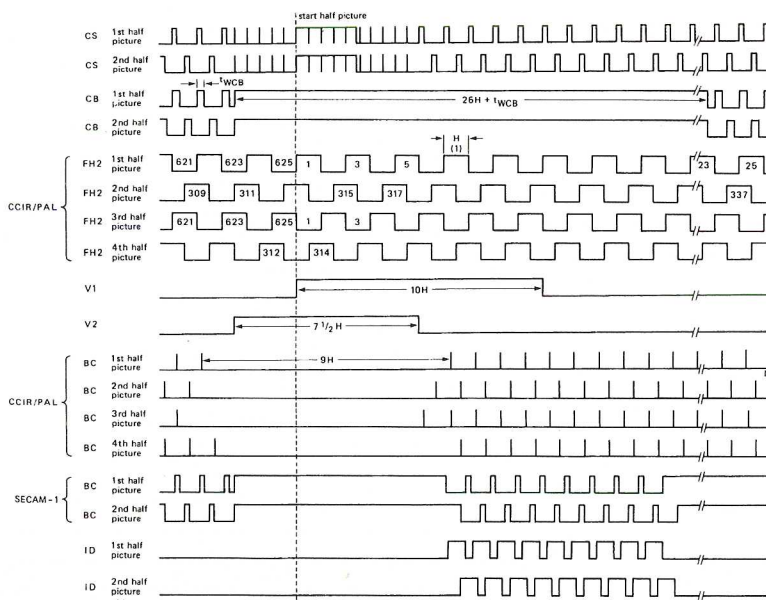 start half picture
CS 1st half picture
CS 2nd half picture
tWCB
CB 1st half picture
26H + tWCB
CB 2nd half picture
H
(1)
CCIR/PAL
FH2 1st half picture 621 623 625 1 3 5 23 25
FH2 2nd half picture 309 311 315 317 337
FH2 3rd half picture 621 623 625 1 3
FH2 4th half picture 312 314
V1 10H
V2 7 1/2 H
CCIR/PAL
BC 1st half picture 9H
BC 2nd half picture
BC 3rd half picture
BC 4th half picture
SECAM-1
BC 1st half picture
BC 2nd half picture
ID 1st half picture
ID 2nd half picture